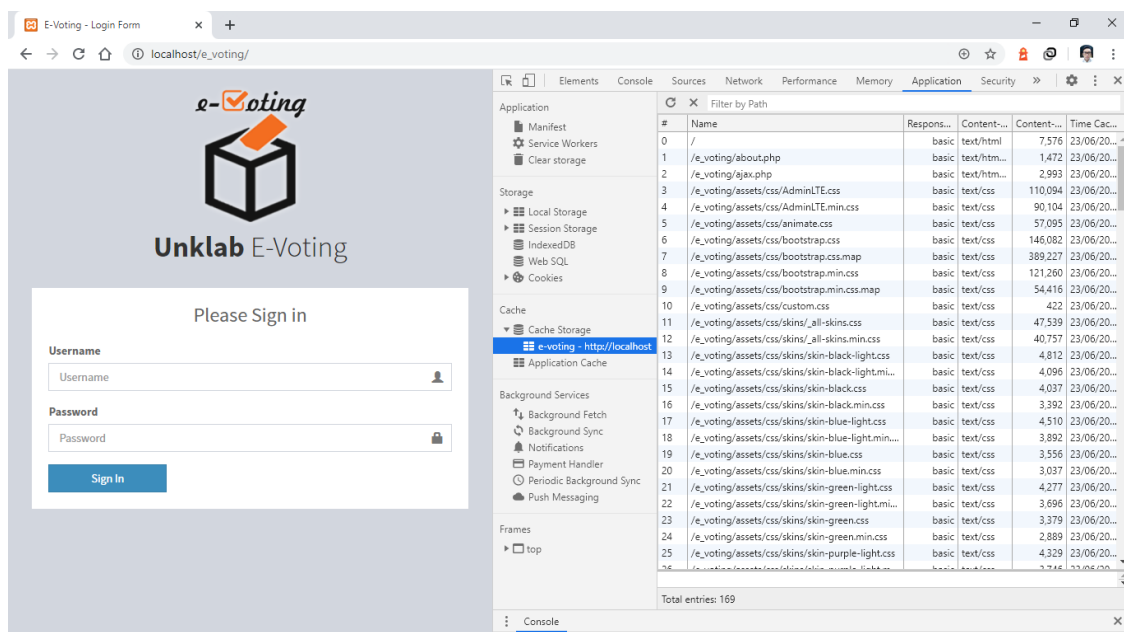 E-Voting - Login Form
localhost/e_voting/
e-Voting
Unklab E-Voting
Please Sign in
Username
Username
Password
Password
Sign In
Elements Console Sources Network Performance Memory Application Security
Application
Manifest
Service Workers
Clear storage
Storage
Local Storage
Session Storage
IndexedDB
Web SQL
Cookies
Cache
Cache Storage
e-voting - http://localhost
Application Cache
Background Services
Background Fetch
Background Sync
Notifications
Payment Handler
Periodic Background Sync
Push Messaging
Frames
top
Filter by Path
# Name Respons... Content-... Content-... Time Cac...
0 / basic text/html 7,576 23/06/20...
1 /e_voting/about.php basic text/htm... 1,472 23/06/20...
2 /e_voting/ajax.php basic text/htm... 2,993 23/06/20...
3 /e_voting/assets/css/AdminLTE.css basic text/css 110,094 23/06/20...
4 /e_voting/assets/css/AdminLTE.min.css basic text/css 90,104 23/06/20...
5 /e_voting/assets/css/animate.css basic text/css 57,095 23/06/20...
6 /e_voting/assets/css/bootstrap.css basic text/css 146,082 23/06/20...
7 /e_voting/assets/css/bootstrap.css.map basic text/css 389,227 23/06/20...
8 /e_voting/assets/css/bootstrap.min.css basic text/css 121,260 23/06/20...
9 /e_voting/assets/css/bootstrap.min.css.map basic text/css 54,416 23/06/20...
10 /e_voting/assets/css/custom.css basic text/css 422 23/06/20...
11 /e_voting/assets/css/skins/_all-skins.css basic text/css 47,539 23/06/20...
12 /e_voting/assets/css/skins/_all-skins.min.css basic text/css 40,757 23/06/20...
13 /e_voting/assets/css/skins/skin-black-light.css basic text/css 4,812 23/06/20...
14 /e_voting/assets/css/skins/skin-black-light.mi... basic text/css 4,096 23/06/20...
15 /e_voting/assets/css/skins/skin-black.css basic text/css 4,037 23/06/20...
16 /e_voting/assets/css/skins/skin-black.min.css basic text/css 3,392 23/06/20...
17 /e_voting/assets/css/skins/skin-blue-light.css basic text/css 4,510 23/06/20...
18 /e_voting/assets/css/skins/skin-blue-light.min.... basic text/css 3,892 23/06/20...
19 /e_voting/assets/css/skins/skin-blue.css basic text/css 3,556 23/06/20...
20 /e_voting/assets/css/skins/skin-blue.min.css basic text/css 3,037 23/06/20...
21 /e_voting/assets/css/skins/skin-green-light.css basic text/css 4,277 23/06/20...
22 /e_voting/assets/css/skins/skin-green-light.mi... basic text/css 3,696 23/06/20...
23 /e_voting/assets/css/skins/skin-green.css basic text/css 3,379 23/06/20...
24 /e_voting/assets/css/skins/skin-green.min.css basic text/css 2,889 23/06/20...
25 /e_voting/assets/css/skins/skin-purple-light.css basic text/css 4,329 23/06/20...
Total entries: 169
Console